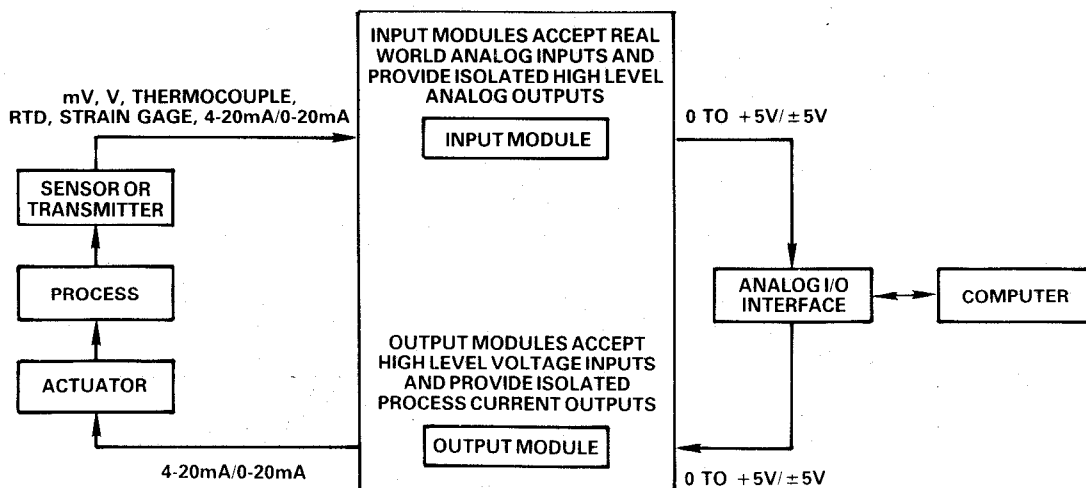 INPUT MODULES ACCEPT REAL
WORLD ANALOG INPUTS AND
PROVIDE ISOLATED HIGH LEVEL
ANALOG OUTPUTS
INPUT MODULE
mV, V, THERMOCOUPLE,
RTD, STRAIN GAGE, 4-20mA/0-20mA
0 TO +5V/±5V
SENSOR OR
TRANSMITTER
PROCESS
ACTUATOR
ANALOG I/O
INTERFACE
COMPUTER
OUTPUT MODULES ACCEPT
HIGH LEVEL VOLTAGE INPUTS
AND PROVIDE ISOLATED
PROCESS CURRENT OUTPUTS
OUTPUT MODULE
4-20mA/0-20mA
0 TO +5V/±5V